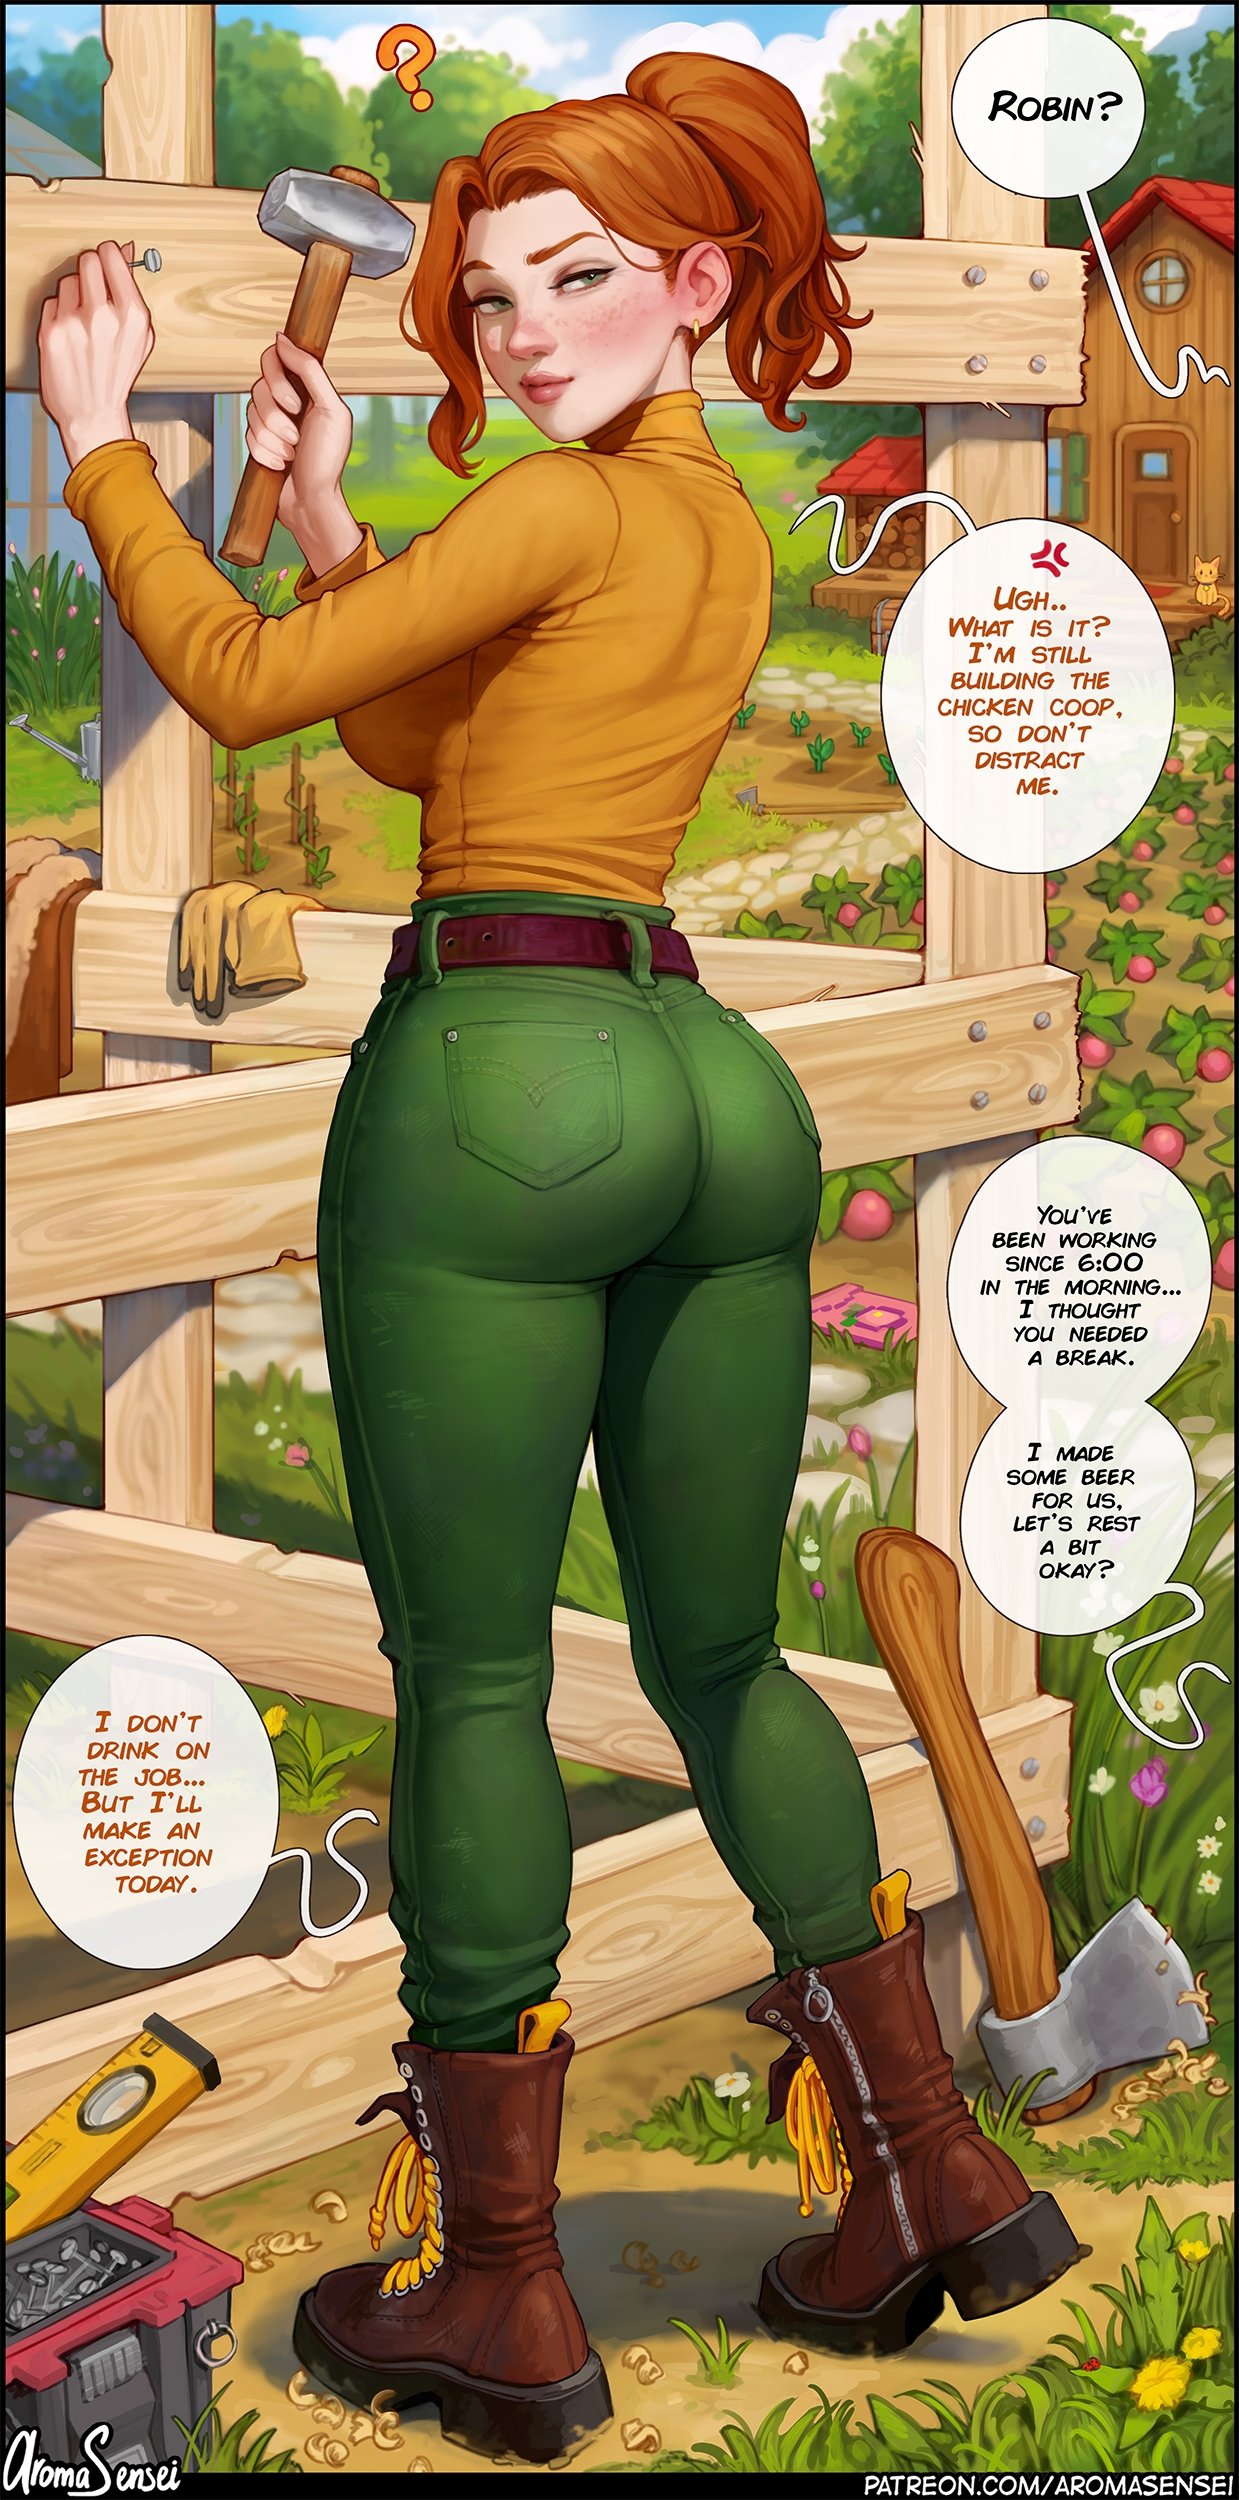 ?
ROBIN?
UGH..
WHAT IS IT?
I'M STILL
BUILDING THE
CHICKEN COOP,
SO DON'T
DISTRACT
ME.
YOU'VE
BEEN WORKING
SINCE 6:00
IN THE MORNING...
I THOUGHT
YOU NEEDED
A BREAK.
I MADE
SOME BEER
FOR US,
LET'S REST
A BIT
OKAY?
I DON'T
DRINK ON
THE JOB...
BUT I'LL
MAKE AN
EXCEPTION
TODAY.
AROMA SENSEI
PATREON.COM/AROMASENSEI